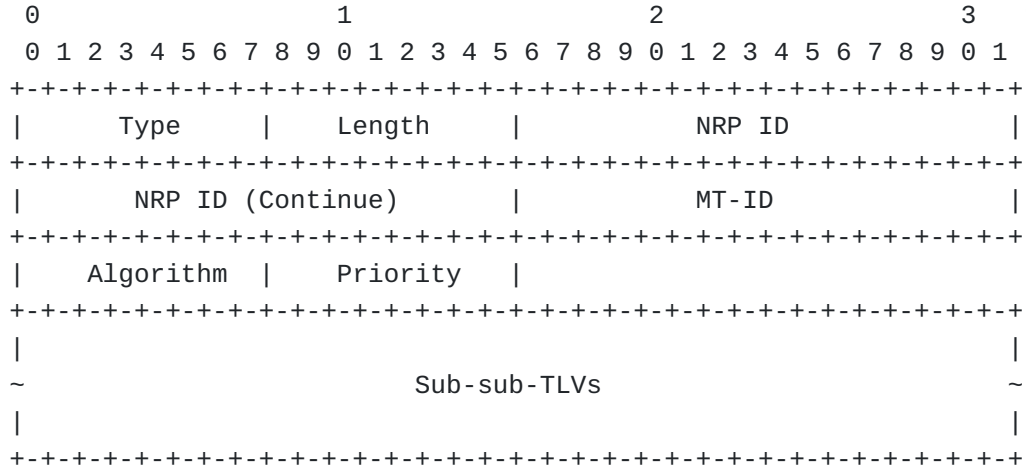 0                   1                   2                   3
 0 1 2 3 4 5 6 7 8 9 0 1 2 3 4 5 6 7 8 9 0 1 2 3 4 5 6 7 8 9 0 1
+-+-+-+-+-+-+-+-+-+-+-+-+-+-+-+-+-+-+-+-+-+-+-+-+-+-+-+-+-+-+-+-+
|      Type     |    Length     |           NRP ID              |
+-+-+-+-+-+-+-+-+-+-+-+-+-+-+-+-+-+-+-+-+-+-+-+-+-+-+-+-+-+-+-+-+
|       NRP ID (Continue)       |           MT-ID               |
+-+-+-+-+-+-+-+-+-+-+-+-+-+-+-+-+-+-+-+-+-+-+-+-+-+-+-+-+-+-+-+-+
|    Algorithm  |    Priority   |
+-+-+-+-+-+-+-+-+-+-+-+-+-+-+-+-+-+-+-+-+-+-+-+-+-+-+-+-+-+-+-+-+
|                                                               |
~                         Sub-sub-TLVs                          ~
|                                                               |
+-+-+-+-+-+-+-+-+-+-+-+-+-+-+-+-+-+-+-+-+-+-+-+-+-+-+-+-+-+-+-+-+